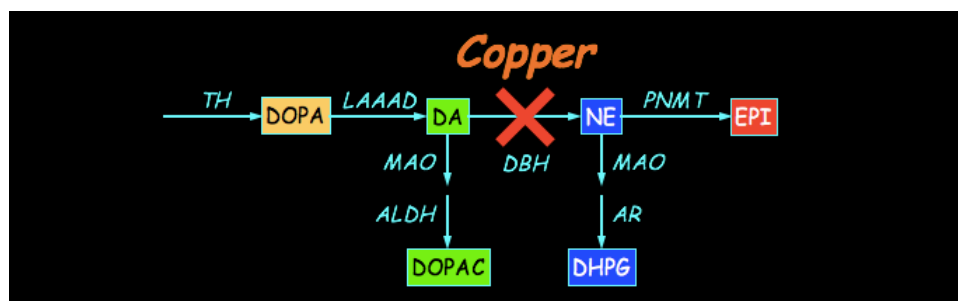 Copper
TH LAAAD PNMT
DOPA DA NE EPI
MAO DBH MAO
ALDH AR
DOPAC DHPG